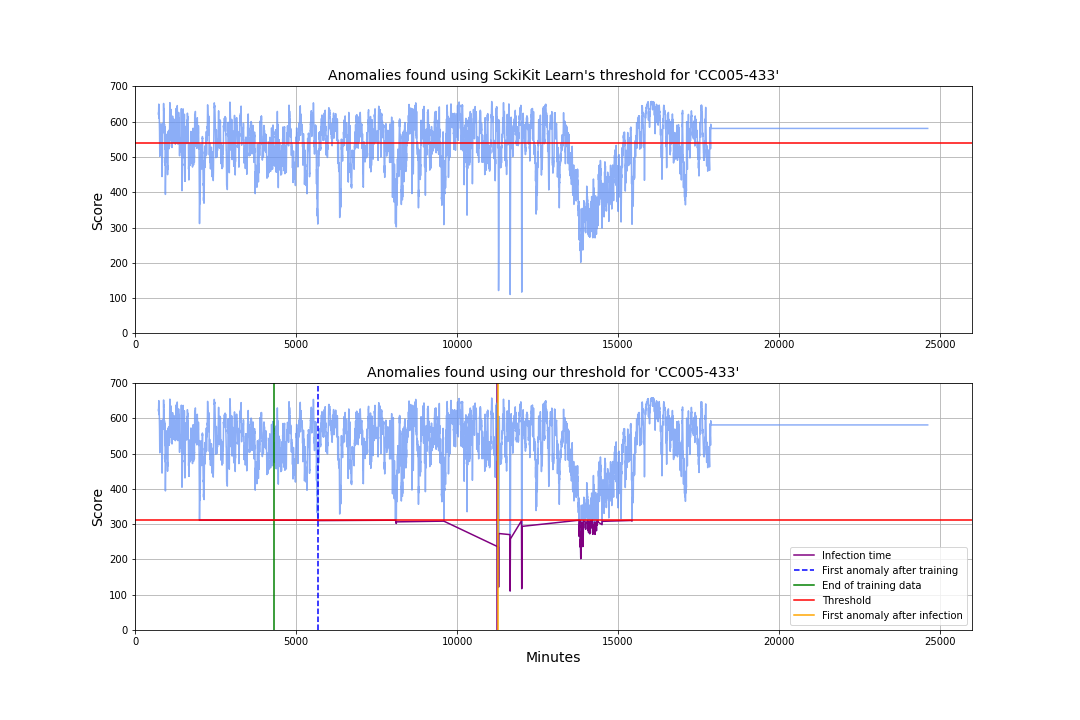 Anomalies found using SckiKit Learn's threshold for 'CC005-433'
700
600
500
400
300
200
100
0
Score
0 5000 10000 15000 20000 25000
Anomalies found using our threshold for 'CC005-433'
700
600
500
400
300
200
100
0
Score
Infection time
First anomaly after training
End of training data
Threshold
First anomaly after infection
0 5000 10000 15000 20000 25000
Minutes